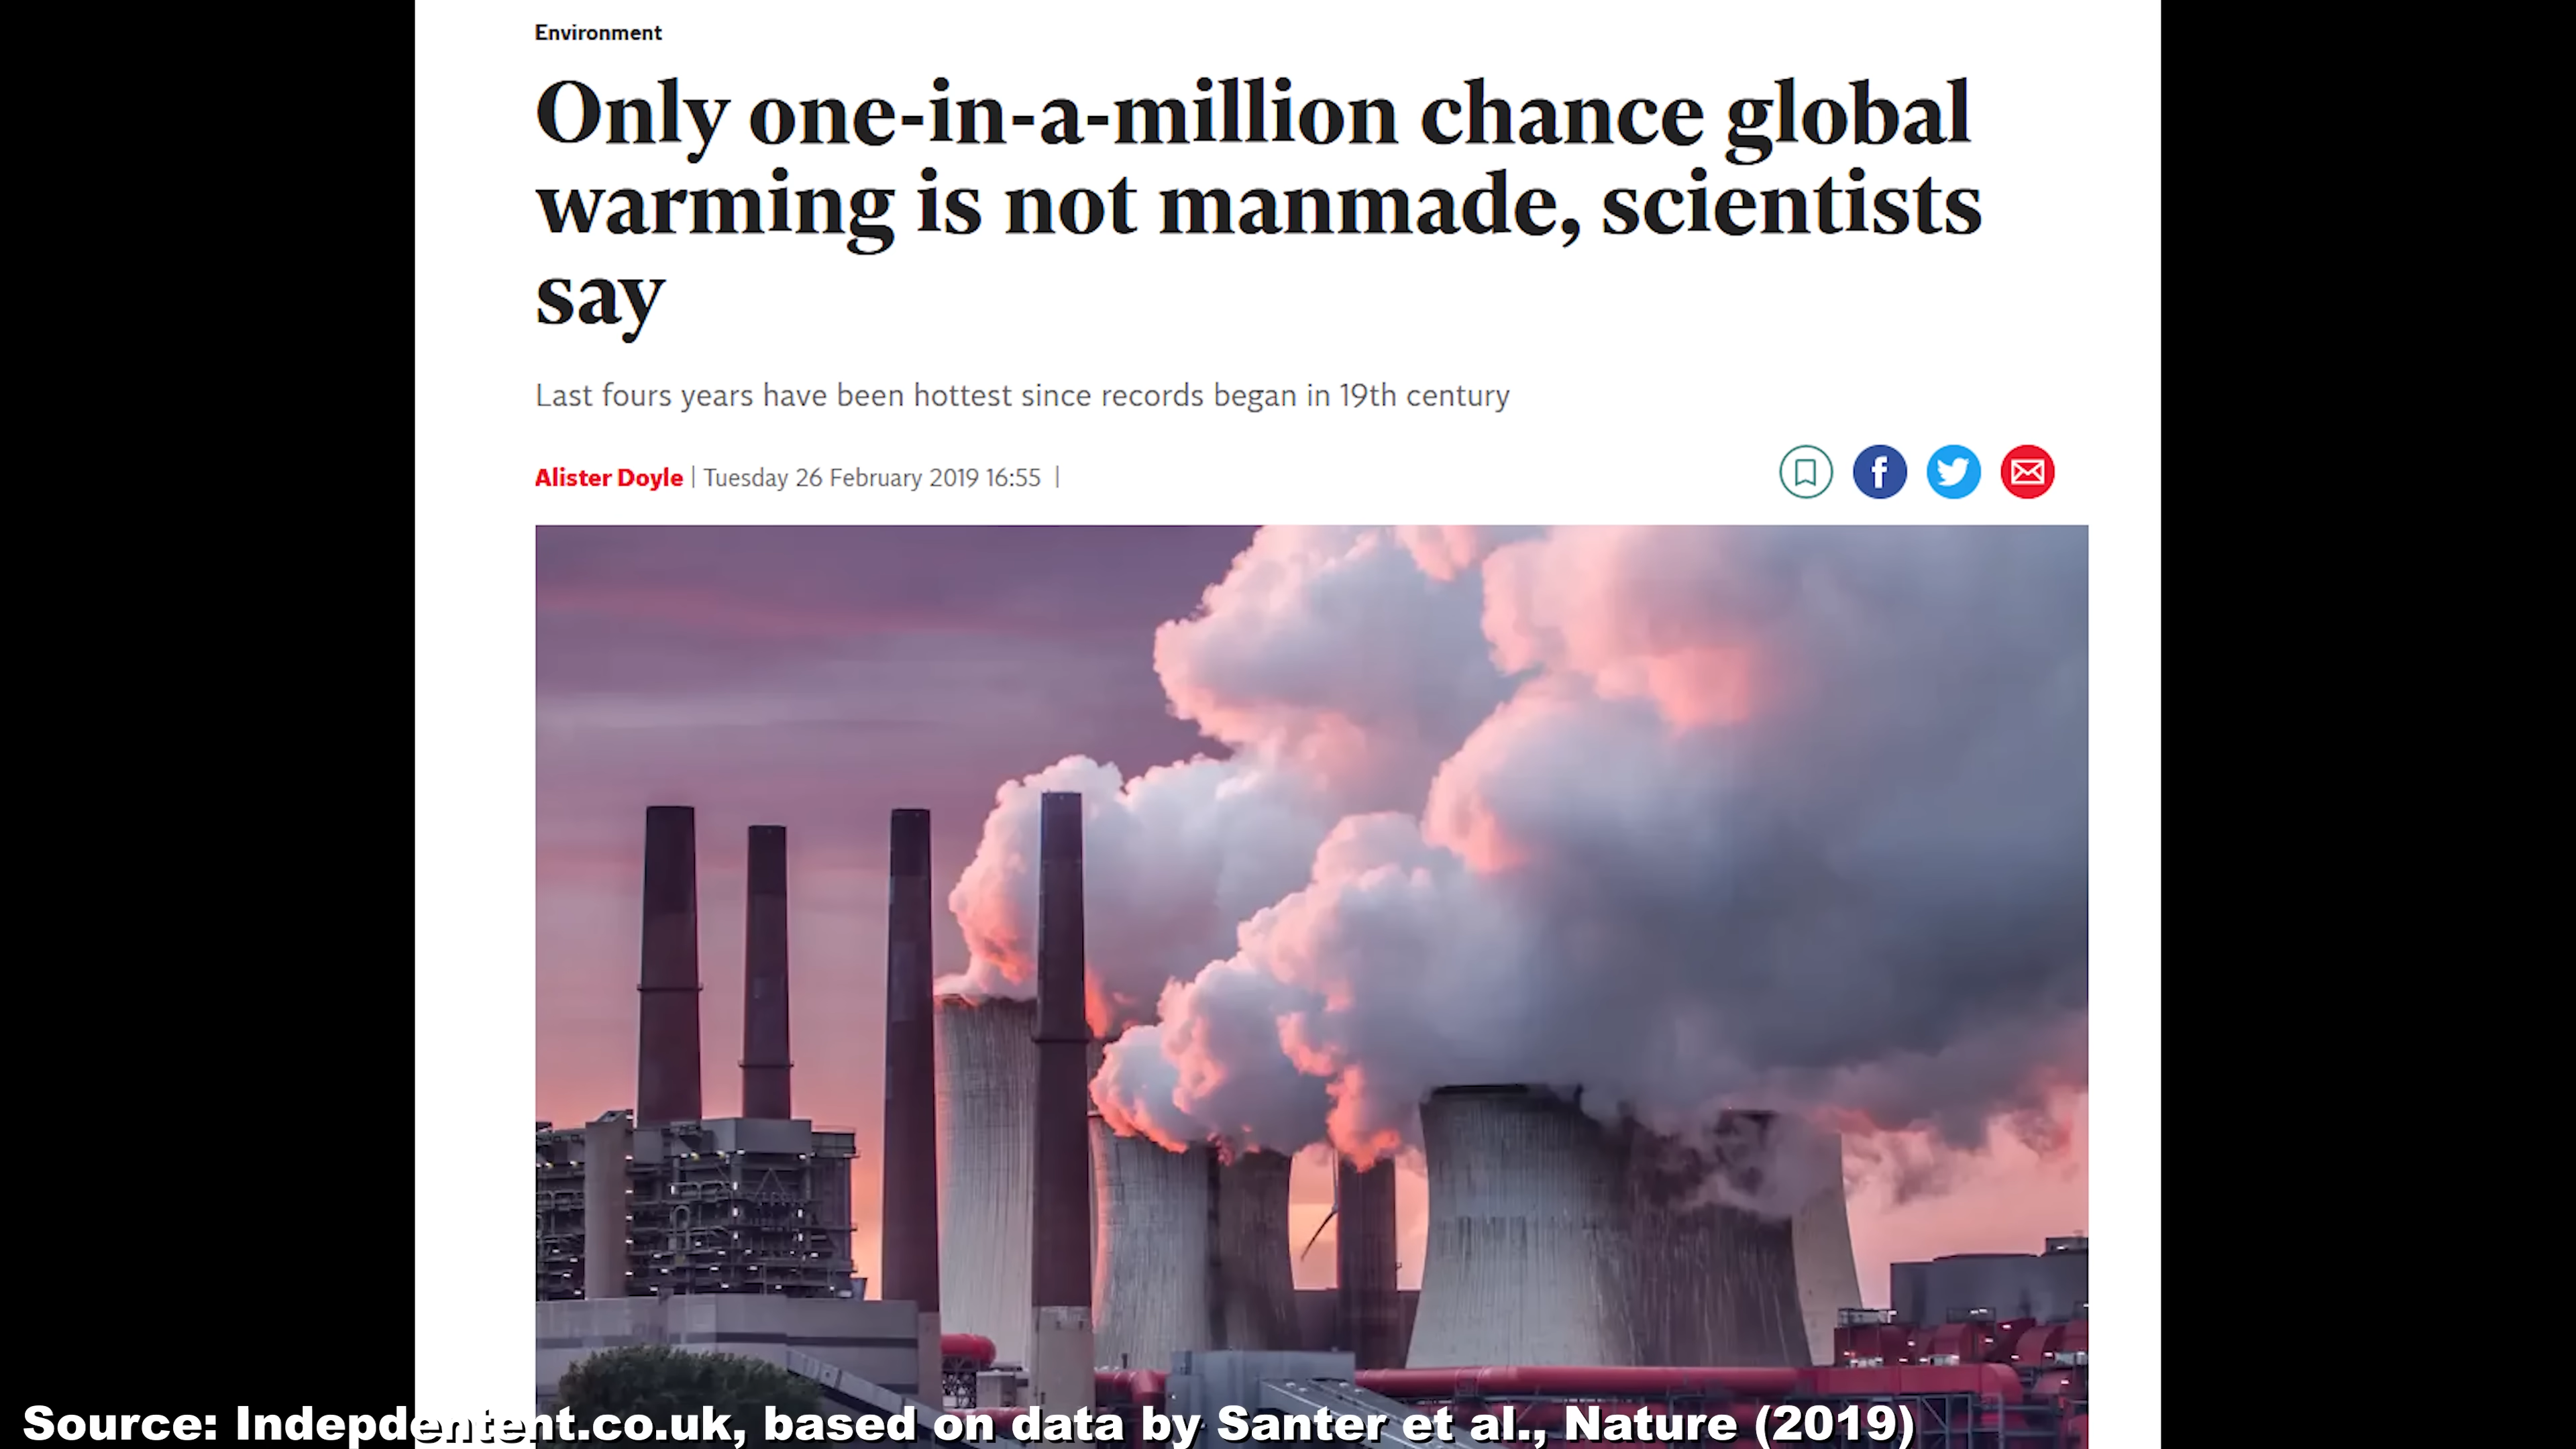 Environment
Only one-in-a-million chance global
warming is not manmade, scientists
say
Last fours years have been hottest since records began in 19th century
Alister Doyle | Tuesday 26 February 2019 16:55 |
Source: Indepdentent.co.uk, based on data by Santer et al., Nature (2019)